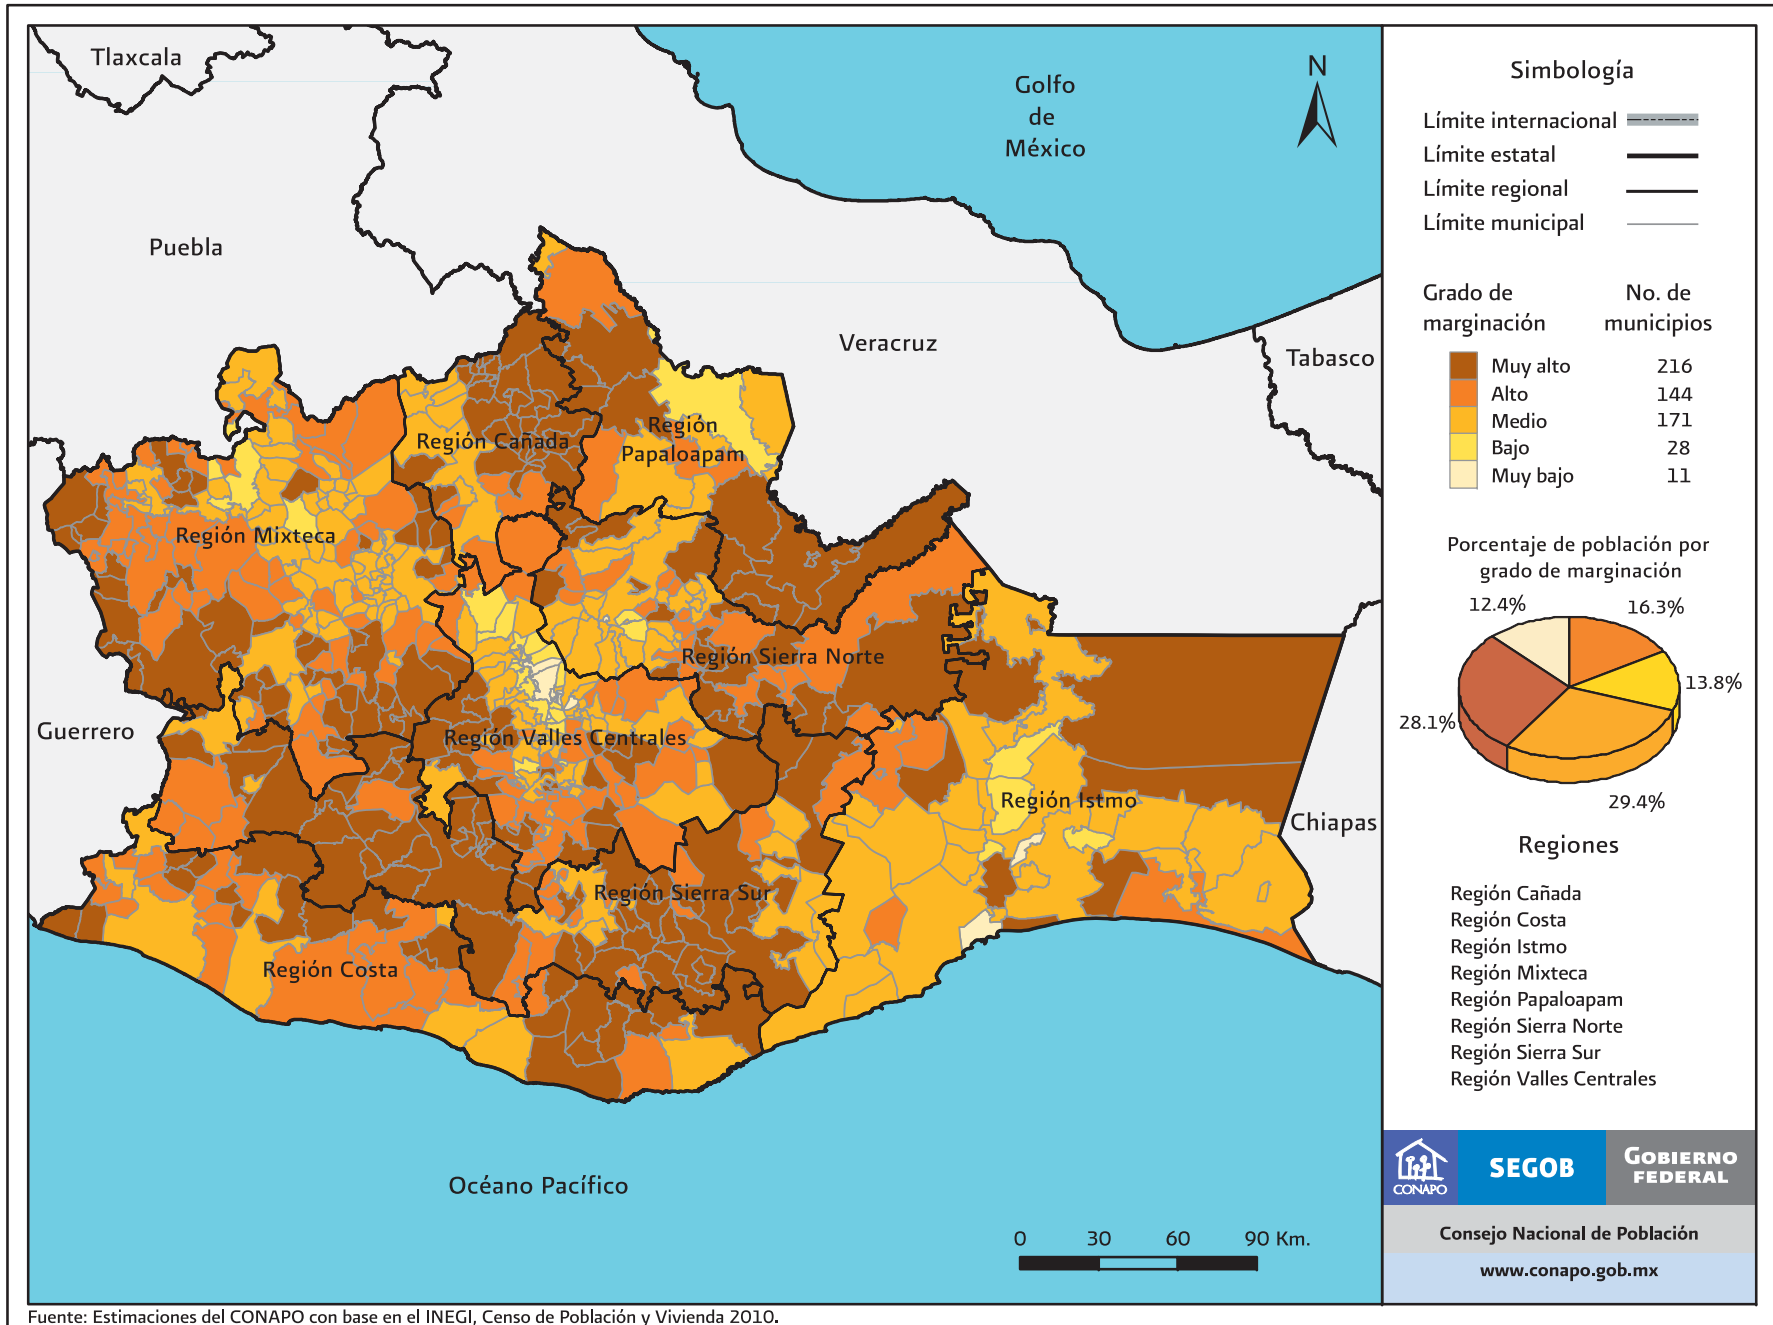 Tlaxcala
Golfo
de
México
Puebla
Veracruz
Tabasco
Región Cañada
Región
Papaloapam
Región Mixteca
Región Sierra Norte
Guerrero
Región Valles Centrales
Región Istmo
Chiapas
Región Sierra Sur
Región Costa
Océano Pacífico
0 30 60 90 Km.
N
Simbología
Límite internacional
Límite estatal
Límite regional
Límite municipal
Grado de
marginación
No. de
municipios
Muy alto 216
Alto 144
Medio 171
Bajo 28
Muy bajo 11
Porcentaje de población por
grado de marginación
12.4% 16.3%
13.8%
28.1%
29.4%
Regiones
Región Cañada
Región Costa
Región Istmo
Región Mixteca
Región Papaloapam
Región Sierra Norte
Región Sierra Sur
Región Valles Centrales
CONAPO
SEGOB
GOBIERNO
FEDERAL
Consejo Nacional de Población
www.conapo.gob.mx
Fuente: Estimaciones del CONAPO con base en el INEGI, Censo de Población y Vivienda 2010.